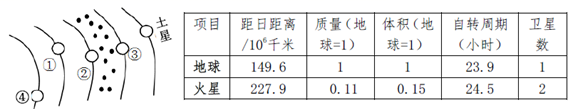 土星
①
②
③
④
项目 距日距离/10⁶千米 质量(地球=1) 体积(地球=1) 自转周期(小时) 卫星数
地球 149.6 1 1 23.9 1
火星 227.9 0.11 0.15 24.5 2